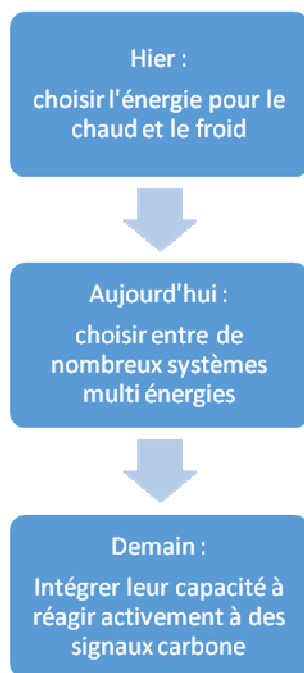 Hier :
choisir l'énergie pour le
chaud et le froid
Aujourd'hui :
choisir entre de
nombreux systèmes
multi énergies
Demain :
Intégrer leur capacité à
réagir activement à des
signaux carbone